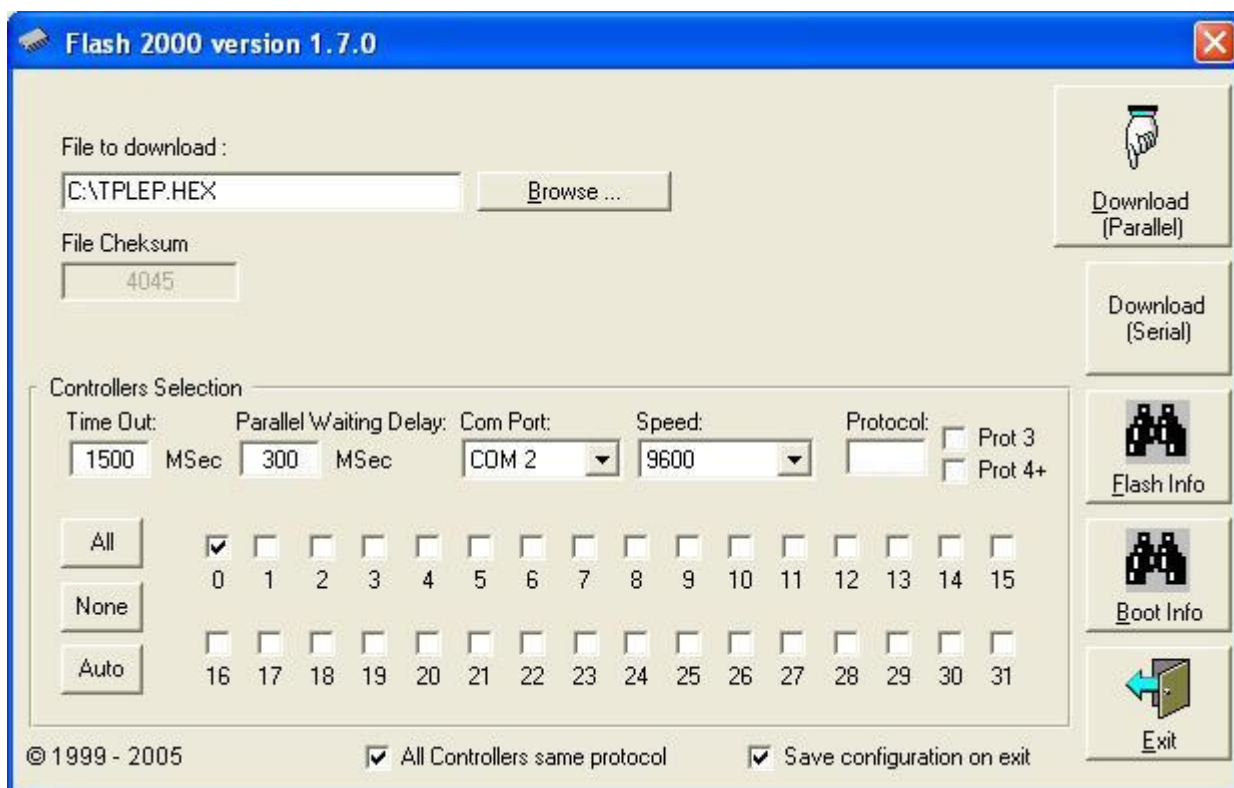 Flash 2000 version 1.7.0
File to download :
C:\TPLEP.HEX
Browse ...
File Cheksum
4045
Download
(Parallel)
Download
(Serial)
Controllers Selection
Time Out: Parallel Waiting Delay: Com Port: Speed: Protocol:
1500 MSec 300 MSec COM 2 9600
Prot 3
Prot 4+
Flash Info
All
0 1 2 3 4 5 6 7 8 9 10 11 12 13 14 15
None
Boot Info
Auto
16 17 18 19 20 21 22 23 24 25 26 27 28 29 30 31
Exit
© 1999 - 2005 All Controllers same protocol Save configuration on exit